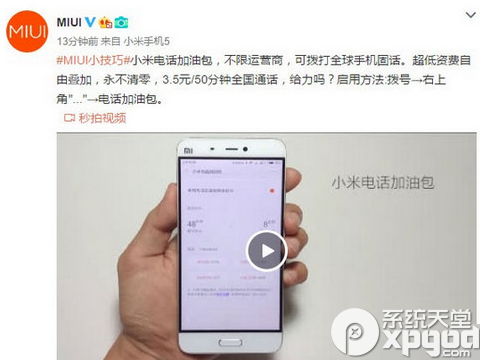 MIUI
MIUI
13分钟前 来自 小米手机5
#MIUI小技巧#小米电话加油包，不限运营商，可拨打全球手机固话。超低资费自
由叠加，永不清零，3.5元/50分钟全国通话，给力吗？启用方法:拨号→右上
角"..."→电话加油包。
秒拍视频
小米电话加油包
系统天堂
xpgod